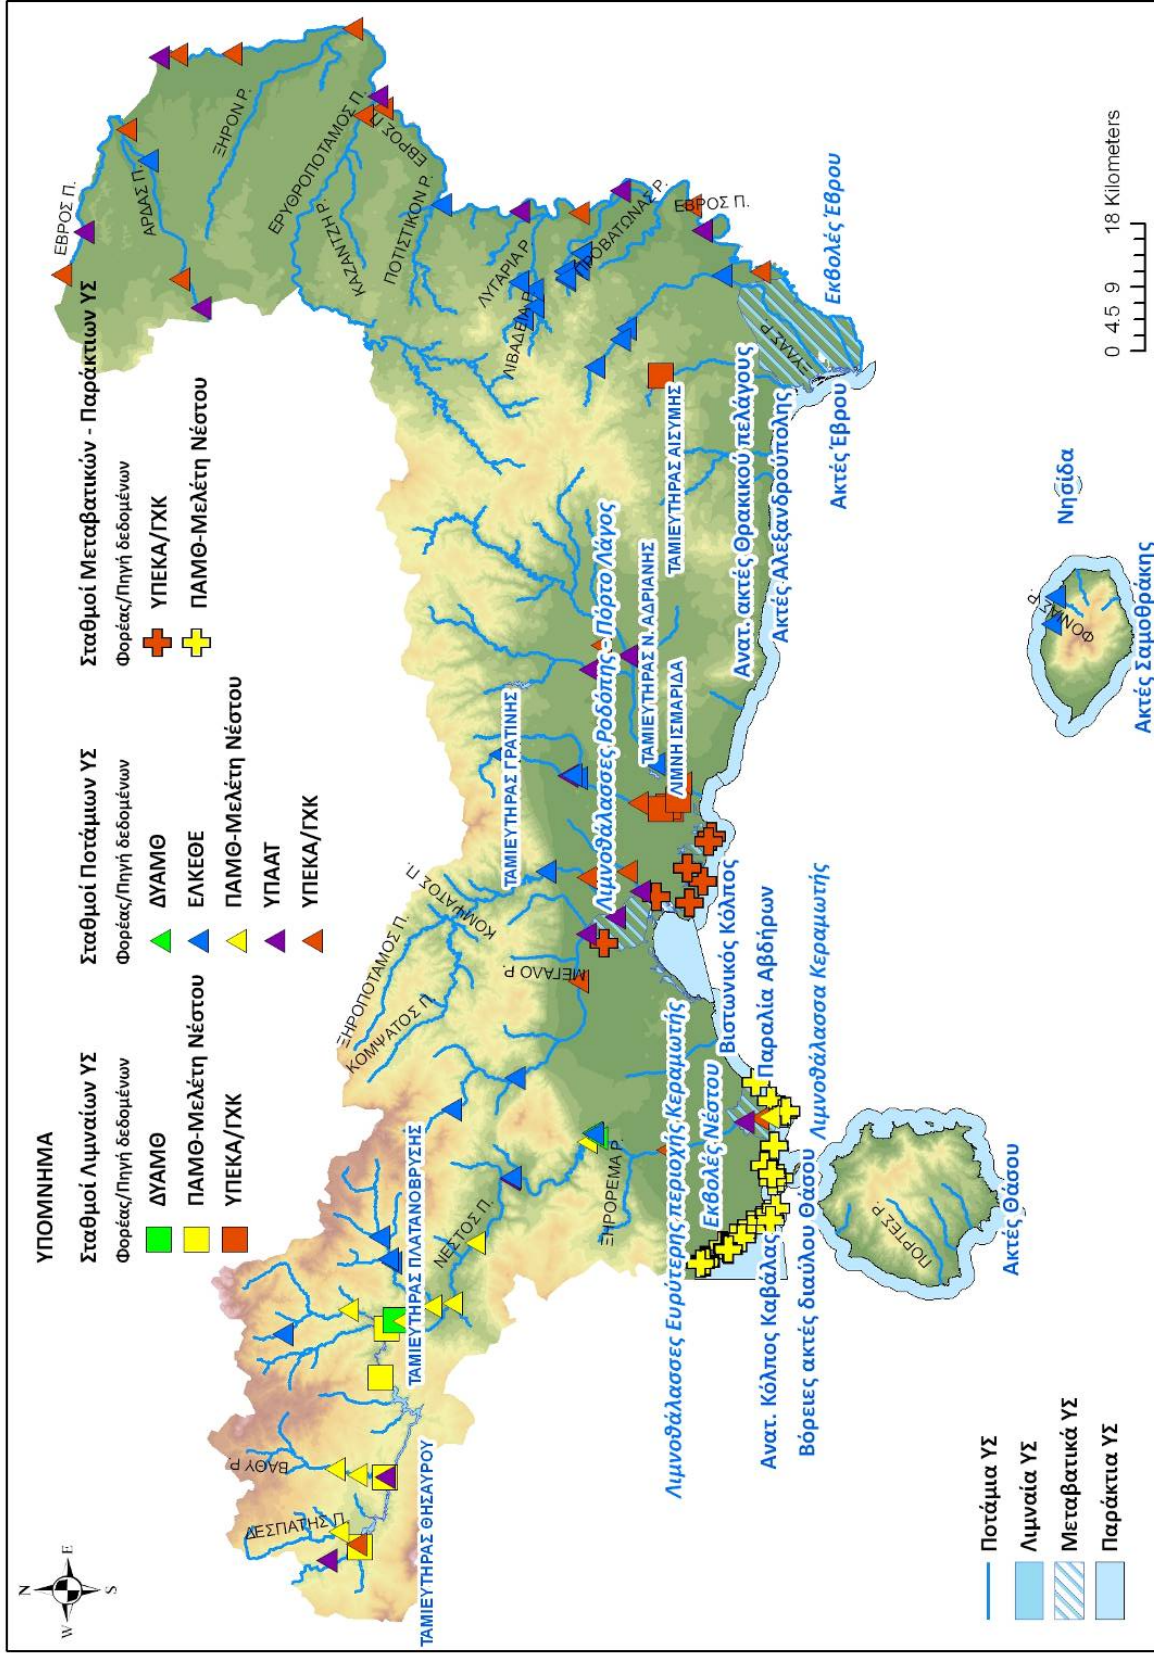 ΥΠΟΜΝΗΜΑ
Σταθμοί Λιμναίων ΥΣ
Φορέας/Πηγή δεδομένων
ΔΥΑΜΘ
ΠΑΜΘ-Μελέτη Νέστου
ΥΠΕΚΑ/ΓΧΚ
Σταθμοί Ποτάμιων ΥΣ
Φορέας/Πηγή δεδομένων
ΔΥΑΜΘ
ΕΛΚΕΘΕ
ΠΑΜΘ-Μελέτη Νέστου
ΥΠΑΑΤ
ΥΠΕΚΑ/ΓΧΚ
Σταθμοί Μεταβατικών - Παράκτιων ΥΣ
Φορέας/Πηγή δεδομένων
ΥΠΕΚΑ/ΓΧΚ
ΠΑΜΘ-Μελέτη Νέστου
N
W
E
S
ΕΒΡΟΣ Π.
ΑΡΔΑΣ Π.
ΞΗΡΟΝ Ρ.
ΕΡΥΘΡΟΠΟΤΑΜΟΣ Π.
ΕΒΡΟΣ Π.
ΚΑΖΑΝΤΖΗ Ρ.
ΠΟΤΙΣΤΙΚΟΝ Ρ.
ΛΥΓΑΡΙΑ Ρ.
ΛΙΒΑΔΕΙΑ Ρ.
ΠΡΟΒΑΤΩΝΑΣ Ρ.
ΕΒΡΟΣ Π.
ΞΥΛΑΣ Ρ.
ΔΕΣΠΑΤΗΣ Π.
ΒΑΘΥ Ρ.
ΝΕΣΤΟΣ Π.
ΞΗΡΟΡΕΜΑ Ρ.
ΞΗΡΟΠΟΤΑΜΟΣ Π.
ΚΟΜΨΑΤΟΣ Π.
ΚΟΜΨΑΤΟΣ Π.
ΜΕΓΑΛΟ Ρ.
ΤΑΜΙΕΥΤΗΡΑΣ ΘΗΣΑΥΡΟΥ
ΤΑΜΙΕΥΤΗΡΑΣ ΠΛΑΤΑΝΟΒΡΥΣΗΣ
ΤΑΜΙΕΥΤΗΡΑΣ ΓΡΑΤΙΝΗΣ
Λιμνοθάλασσες Ροδόπης - Πόρτο Λάγος
ΤΑΜΙΕΥΤΗΡΑΣ Ν. ΑΔΡΙΑΝΗΣ
ΛΙΜΝΗ ΙΣΜΑΡΙΔΑ
ΤΑΜΙΕΥΤΗΡΑΣ ΑΙΣΥΜΗΣ
Ανατ. ακτές Θρακικού πελάγους
Ακτές Αλεξανδρούπολης
Ακτές Έβρου
Εκβολές Έβρου
Λιμνοθάλασσες Ευρύτερης περιοχής Κεραμωτής
Εκβολές Νέστου
Βιστωνικός Κόλπος
Παραλία Αβδήρων
Ανατ. Κόλπος Καβάλας
Βόρειες ακτές διαύλου Θάσου
Λιμνοθάλασσα Κεραμωτής
ΠΟΡΤΕΣ Ρ.
Ακτές Θάσου
ΦΟΝΙΑΣ Ρ.
Ακτές Σαμοθράκης
Νησίδα
Ποτάμια ΥΣ
Λιμναία ΥΣ
Μεταβατικά ΥΣ
Παράκτια ΥΣ
0 4.5 9 18 Kilometers